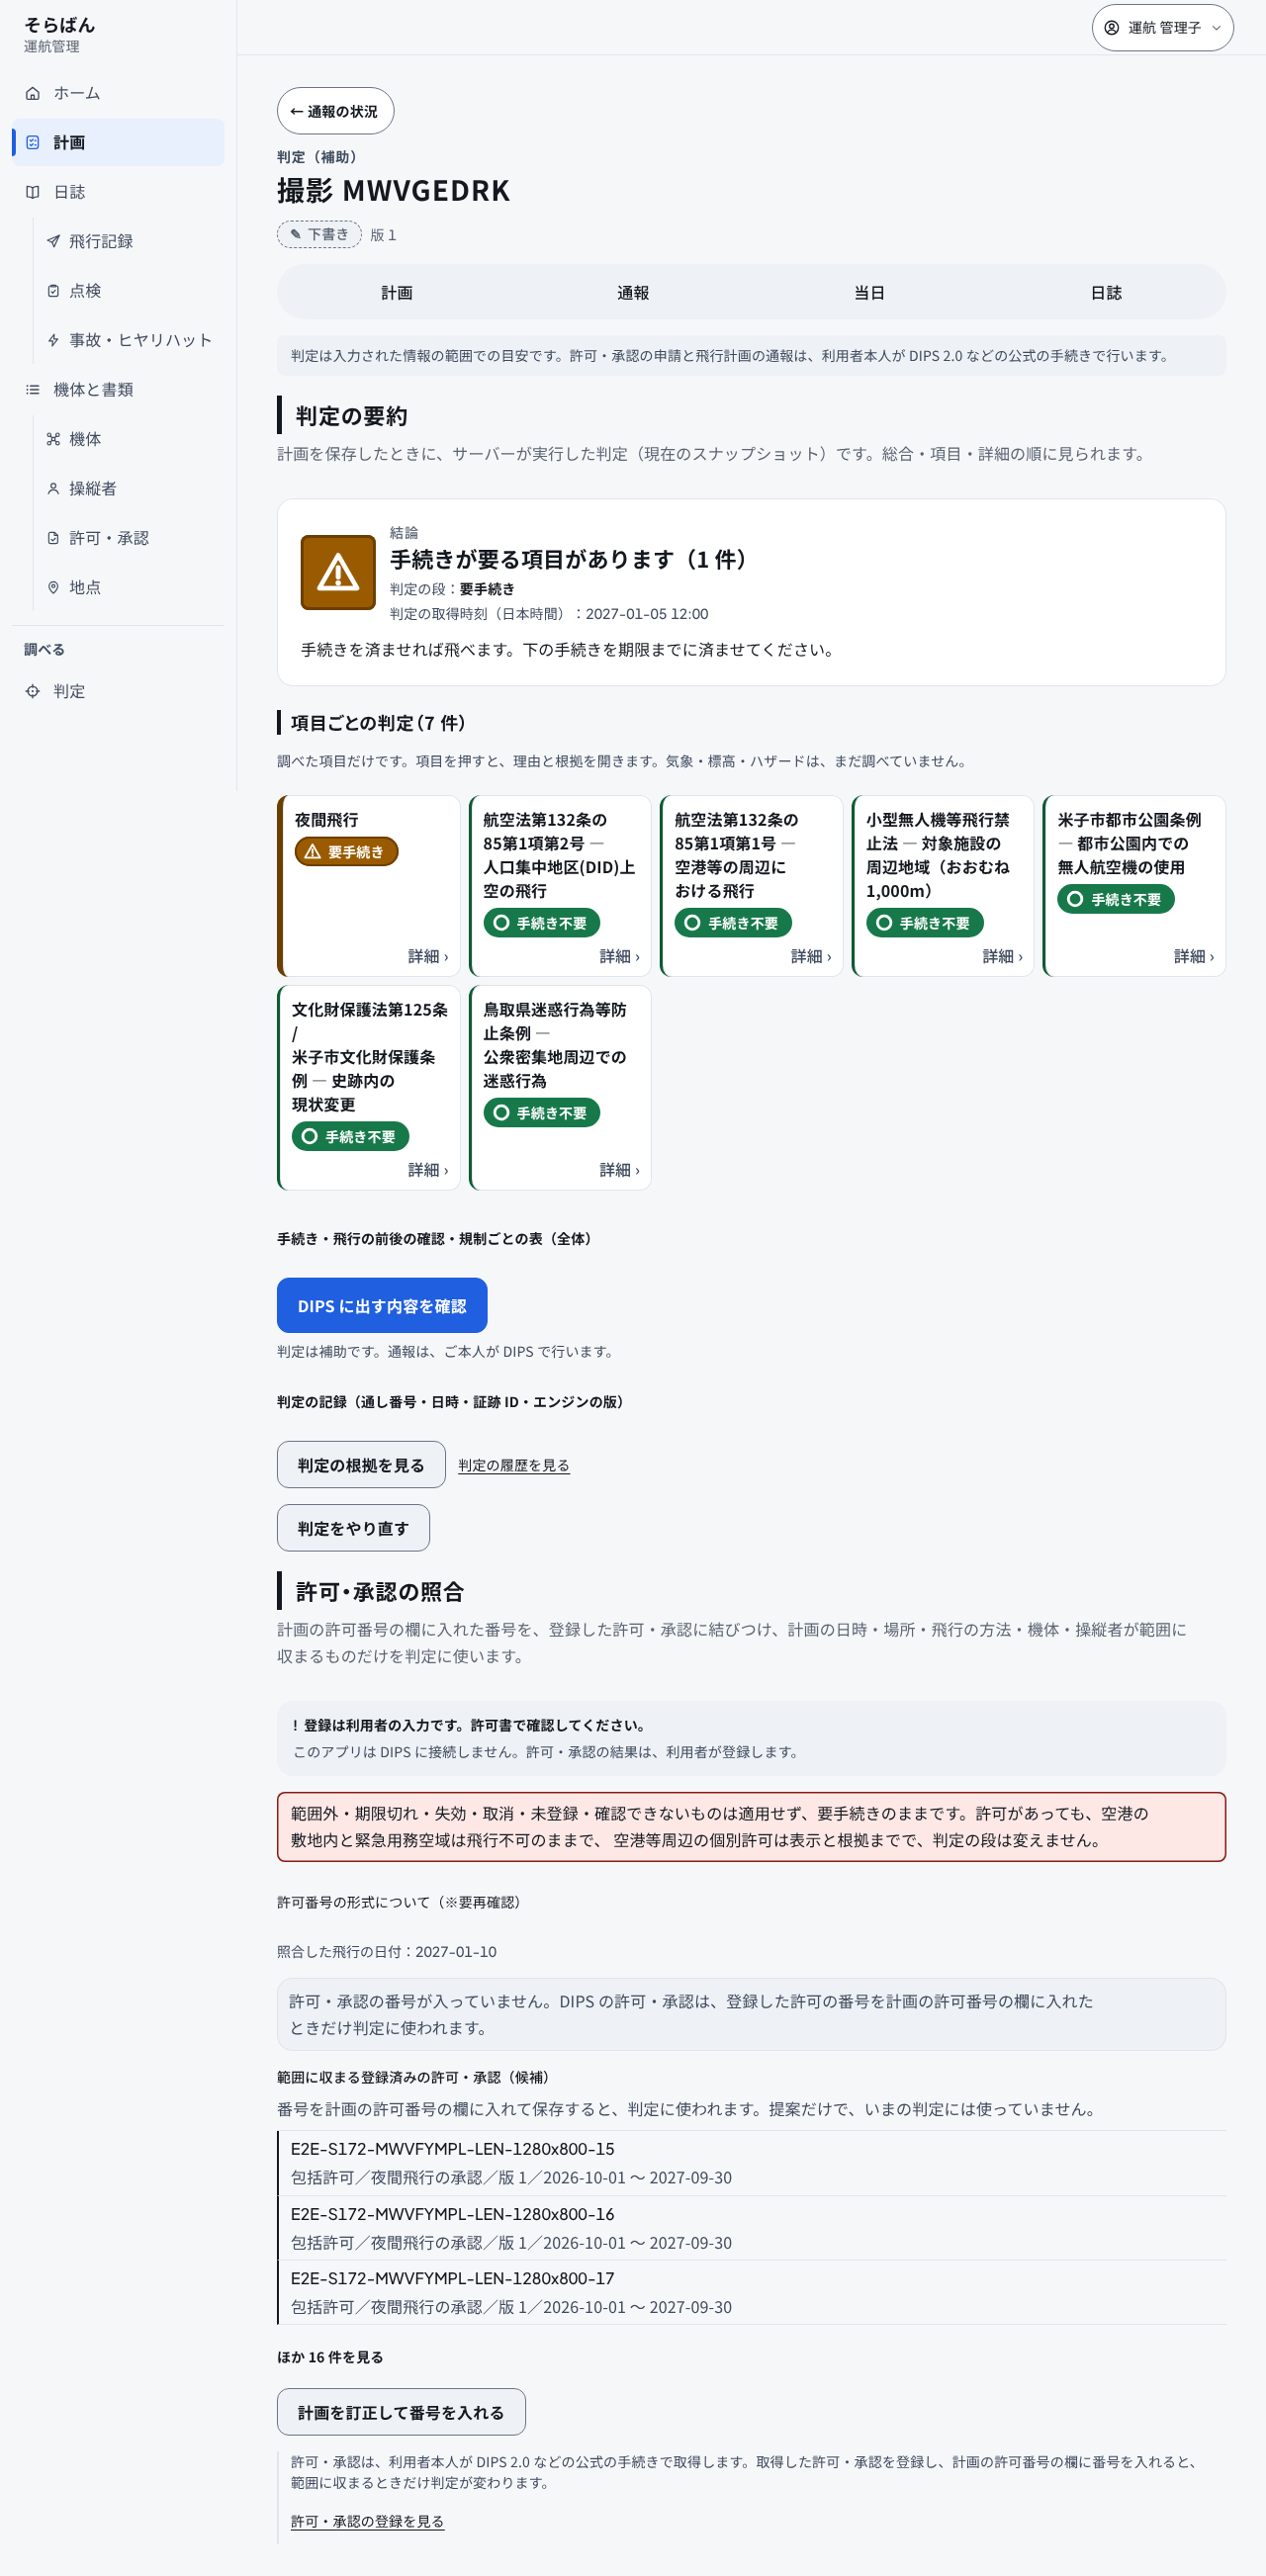 そらばん
運航管理
運航 管理子
ホーム
計画
日誌
飛行記録
点検
事故・ヒヤリハット
機体と書類
機体
操縦者
許可・承認
地点
調べる
判定
← 通報の状況
判定（補助）
撮影 MWVGEDRK
✎ 下書き 版 1
計画 通報 当日 日誌
判定は入力された情報の範囲での目安です。許可・承認の申請と飛行計画の通報は、利用者本人が DIPS 2.0 などの公式の手続きで行います。
判定の要約
計画を保存したときに、サーバーが実行した判定（現在のスナップショット）です。総合・項目・詳細の順に見られます。
結論
手続きが要る項目があります（1 件）
判定の段：要手続き
判定の取得時刻（日本時間）：2027-01-05 12:00
手続きを済ませれば飛べます。下の手続きを期限までに済ませてください。
項目ごとの判定（7 件）
調べた項目だけです。項目を押すと、理由と根拠を開きます。気象・標高・ハザードは、まだ調べていません。
夜間飛行
要手続き
詳細 ›
航空法第132条の
85第1項第2号 —
人口集中地区(DID)上
空の飛行
手続き不要
詳細 ›
航空法第132条の
85第1項第1号 —
空港等の周辺に
おける飛行
手続き不要
詳細 ›
小型無人機等飛行禁
止法 — 対象施設の
周辺地域（おおむね
1,000m）
手続き不要
詳細 ›
米子市都市公園条例
— 都市公園内での
無人航空機の使用
手続き不要
詳細 ›
文化財保護法第125条
/
米子市文化財保護条
例 — 史跡内の
現状変更
手続き不要
詳細 ›
鳥取県迷惑行為等防
止条例 —
公衆密集地周辺での
迷惑行為
手続き不要
詳細 ›
手続き・飛行の前後の確認・規制ごとの表（全体）
DIPS に出す内容を確認
判定は補助です。通報は、ご本人が DIPS で行います。
判定の記録（通し番号・日時・証跡 ID・エンジンの版）
判定の根拠を見る 判定の履歴を見る
判定をやり直す
許可・承認の照合
計画の許可番号の欄に入れた番号を、登録した許可・承認に結びつけ、計画の日時・場所・飛行の方法・機体・操縦者が範囲に
収まるものだけを判定に使います。
! 登録は利用者の入力です。許可書で確認してください。
このアプリは DIPS に接続しません。許可・承認の結果は、利用者が登録します。
範囲外・期限切れ・失効・取消・未登録・確認できないものは適用せず、要手続きのままです。許可があっても、空港の
敷地内と緊急用務空域は飛行不可のままで、 空港等周辺の個別許可は表示と根拠までで、判定の段は変えません。
許可番号の形式について（※要再確認）
照合した飛行の日付：2027-01-10
許可・承認の番号が入っていません。DIPS の許可・承認は、登録した許可の番号を計画の許可番号の欄に入れた
ときだけ判定に使われます。
範囲に収まる登録済みの許可・承認（候補）
番号を計画の許可番号の欄に入れて保存すると、判定に使われます。提案だけで、いまの判定には使っていません。
E2E-S172-MWVFYMPL-LEN-1280x800-15
包括許可／夜間飛行の承認／版 1／2026-10-01 〜 2027-09-30
E2E-S172-MWVFYMPL-LEN-1280x800-16
包括許可／夜間飛行の承認／版 1／2026-10-01 〜 2027-09-30
E2E-S172-MWVFYMPL-LEN-1280x800-17
包括許可／夜間飛行の承認／版 1／2026-10-01 〜 2027-09-30
ほか 16 件を見る
計画を訂正して番号を入れる
許可・承認は、利用者本人が DIPS 2.0 などの公式の手続きで取得します。取得した許可・承認を登録し、計画の許可番号の欄に番号を入れると、
範囲に収まるときだけ判定が変わります。
許可・承認の登録を見る